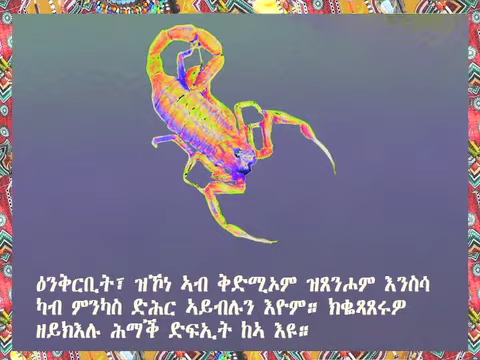 ዕንቅርቢት፣ ዝኾነ ኣብ ቅድሚኦም ዝጸንሖም እንስሳ
ካብ ምንካስ ድሕር ኣይብሉን እዮም። ክቈጻጸሩዎ
ዘይክእሉ ሕማቕ ድፍኢት ከኣ እዩ።